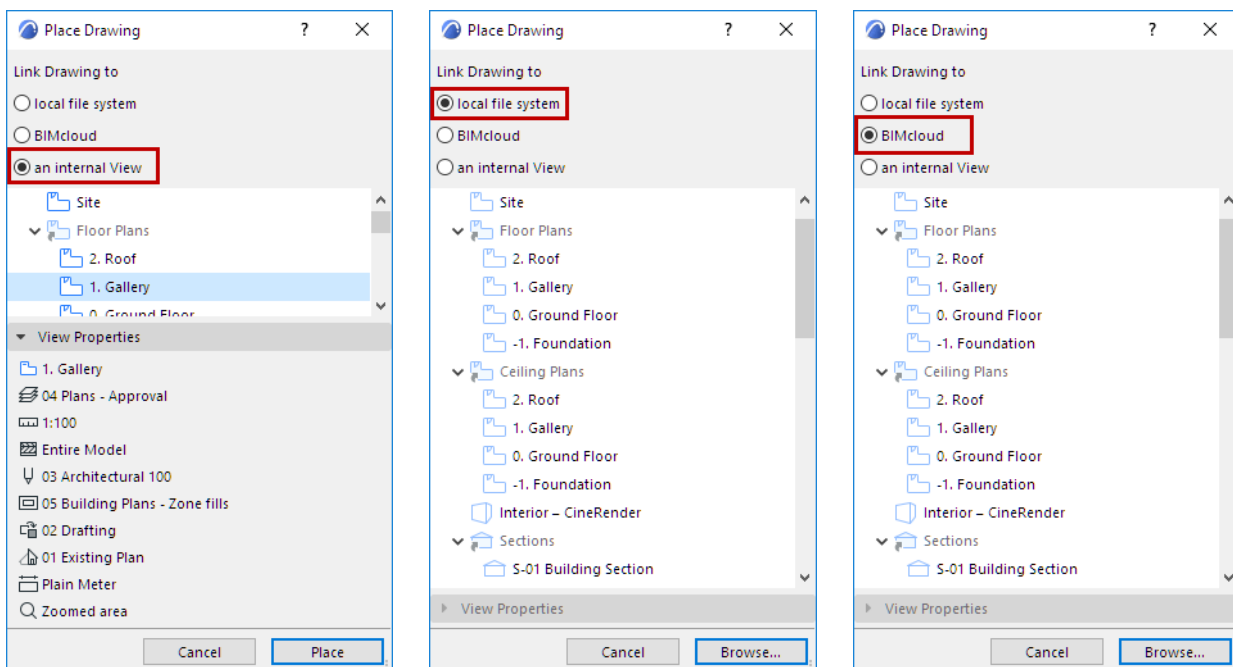 Place Drawing ?
Link Drawing to
local file system
BIMcloud
an internal View
Site
Floor Plans
2. Roof
1. Gallery
0. Ground Floor
View Properties
1. Gallery
04 Plans - Approval
1:100
Entire Model
03 Architectural 100
05 Building Plans - Zone fills
02 Drafting
01 Existing Plan
Plain Meter
Zoomed area
Cancel Place
Place Drawing ?
Link Drawing to
local file system
BIMcloud
an internal View
Site
Floor Plans
2. Roof
1. Gallery
0. Ground Floor
-1. Foundation
Ceiling Plans
2. Roof
1. Gallery
0. Ground Floor
-1. Foundation
Interior – CineRender
Sections
S-01 Building Section
View Properties
Cancel Browse...
Place Drawing ?
Link Drawing to
local file system
BIMcloud
an internal View
Site
Floor Plans
2. Roof
1. Gallery
0. Ground Floor
-1. Foundation
Ceiling Plans
2. Roof
1. Gallery
0. Ground Floor
-1. Foundation
Interior – CineRender
Sections
S-01 Building Section
View Properties
Cancel Browse...